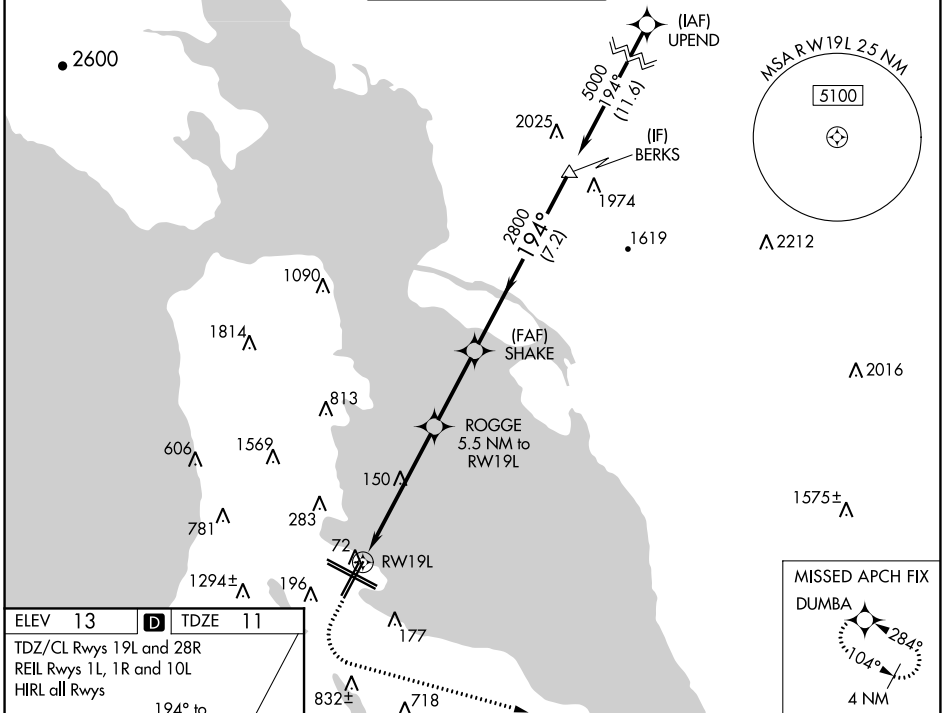 2600
(IAF)
UPEND
MSA RW19L 25 NM
5100
5000
194°
(11.6)
2025
(IF)
BERKS
1974
2800
194°
(7.2)
1619
2212
1090
1814
(FAF)
SHAKE
2016
813
ROGGE
5.5 NM to
RW19L
606
1569
150
1575±
781
283
72
RW19L
1294±
196
177
832±
718
MISSED APCH FIX
DUMBA
284°
104°
4 NM
ELEV 13 D TDZE 11
TDZ/CL Rwys 19L and 28R
REIL Rwys 1L, 1R and 10L
HIRL all Rwys
194° to